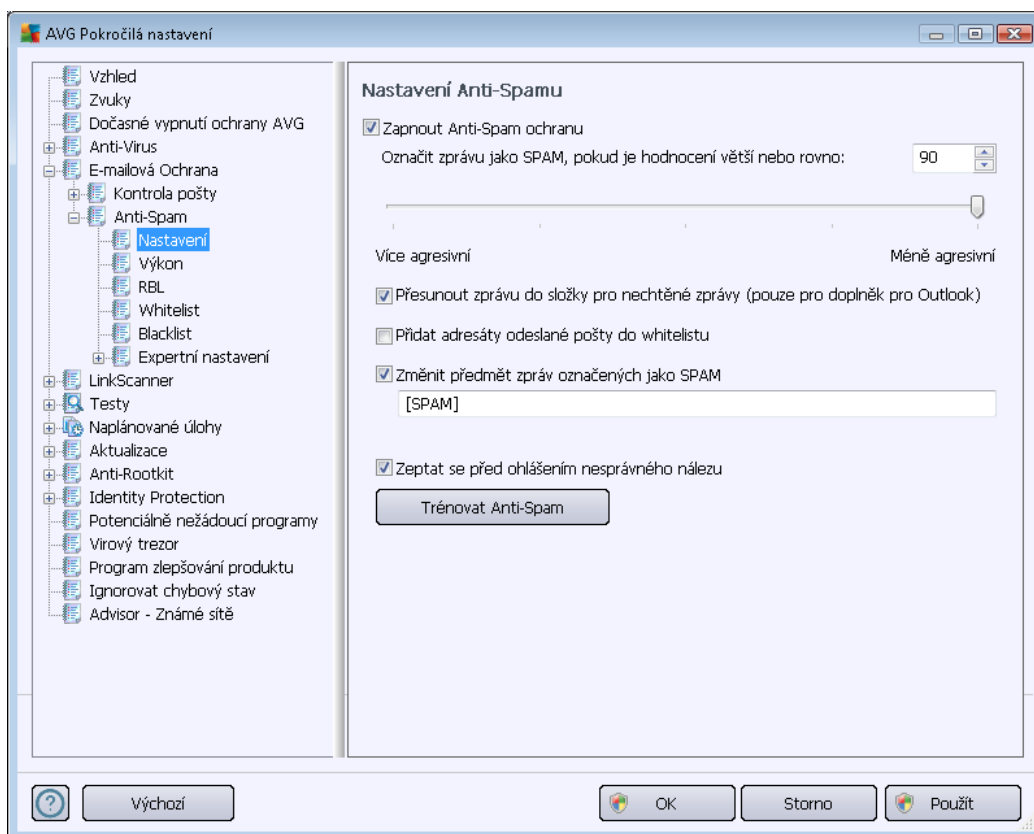 AVG Pokročilá nastavení
Vzhled
Zvuky
Dočasné vypnutí ochrany AVG
Anti-Virus
E-mailová Ochrana
Kontrola pošty
Anti-Spam
Nastavení
Výkon
RBL
Whitelist
Blacklist
Expertní nastavení
LinkScanner
Testy
Naplánované úlohy
Aktualizace
Anti-Rootkit
Identity Protection
Potenciálně nežádoucí programy
Virový trezor
Program zlepšování produktu
Ignorovat chybový stav
Advisor - Známé sítě
Nastavení Anti-Spamu
Zapnout Anti-Spam ochranu
Označit zprávu jako SPAM, pokud je hodnocení větší nebo rovno: 90
Více agresivní Méně agresivní
Přesunout zprávu do složky pro nechtěné zprávy (pouze pro doplněk pro Outlook)
Přidat adresáty odeslané pošty do whitelistu
Změnit předmět zpráv označených jako SPAM
[SPAM]
Zeptat se před ohlášením nesprávného nálezu
Trénovat Anti-Spam
Výchozí OK Storno Použít